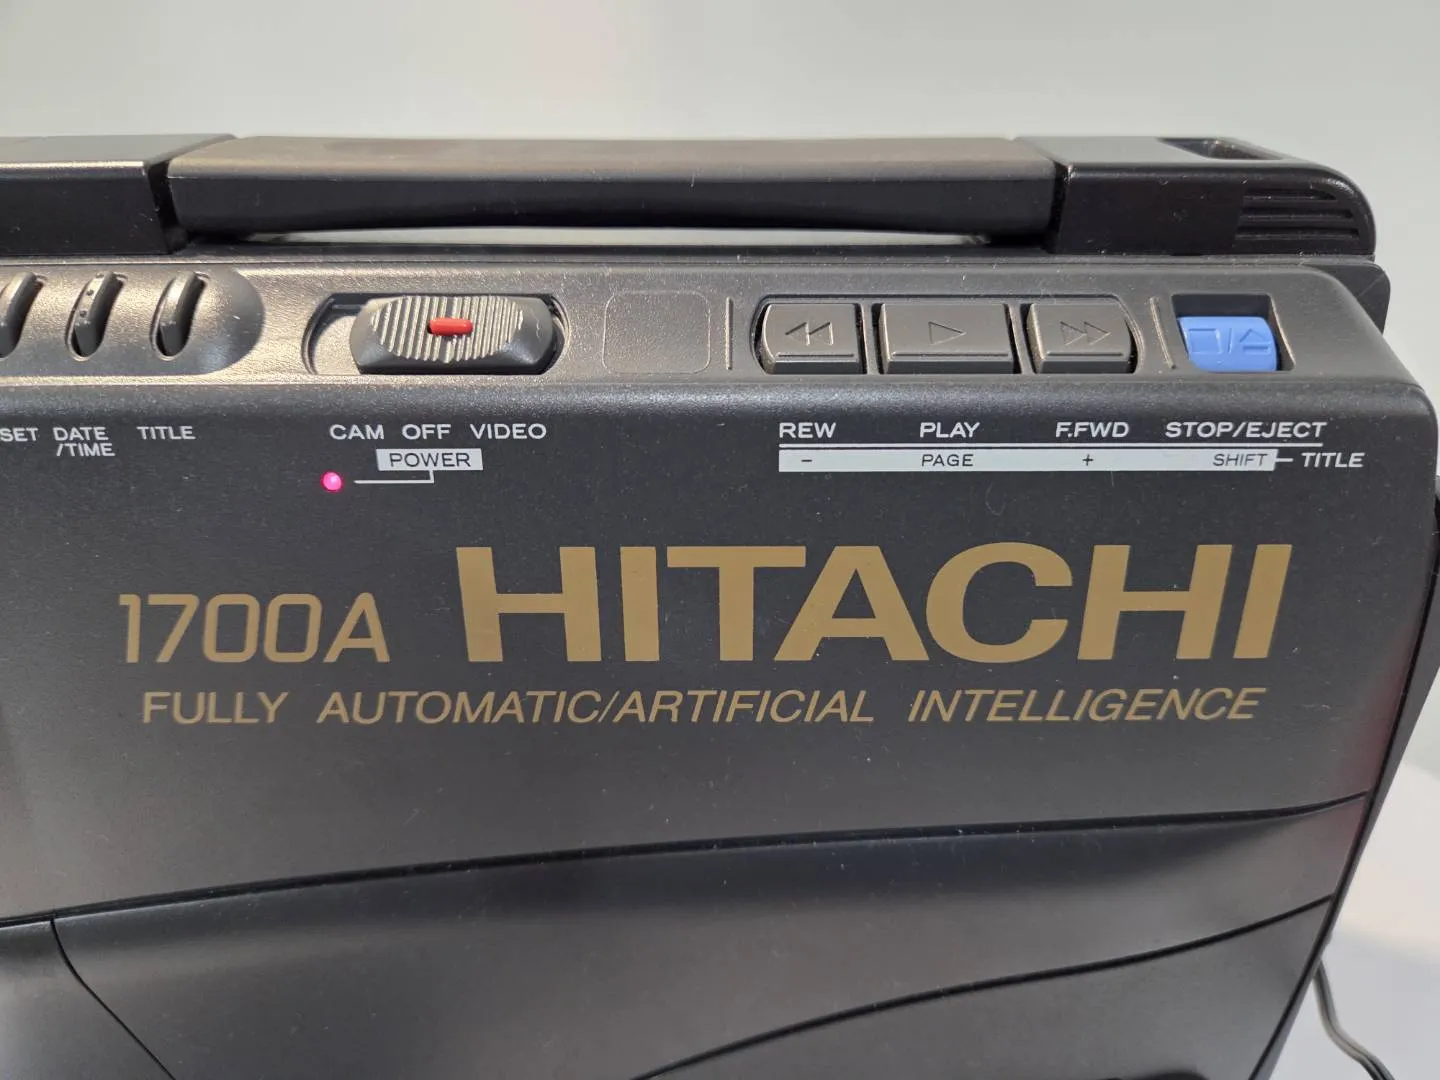 SET DATE /TIME TITLE
CAM OFF VIDEO
POWER
REW PLAY F.FWD STOP/EJECT
- PAGE + SHIFT TITLE
1700A HITACHI
FULLY AUTOMATIC/ARTIFICIAL INTELLIGENCE